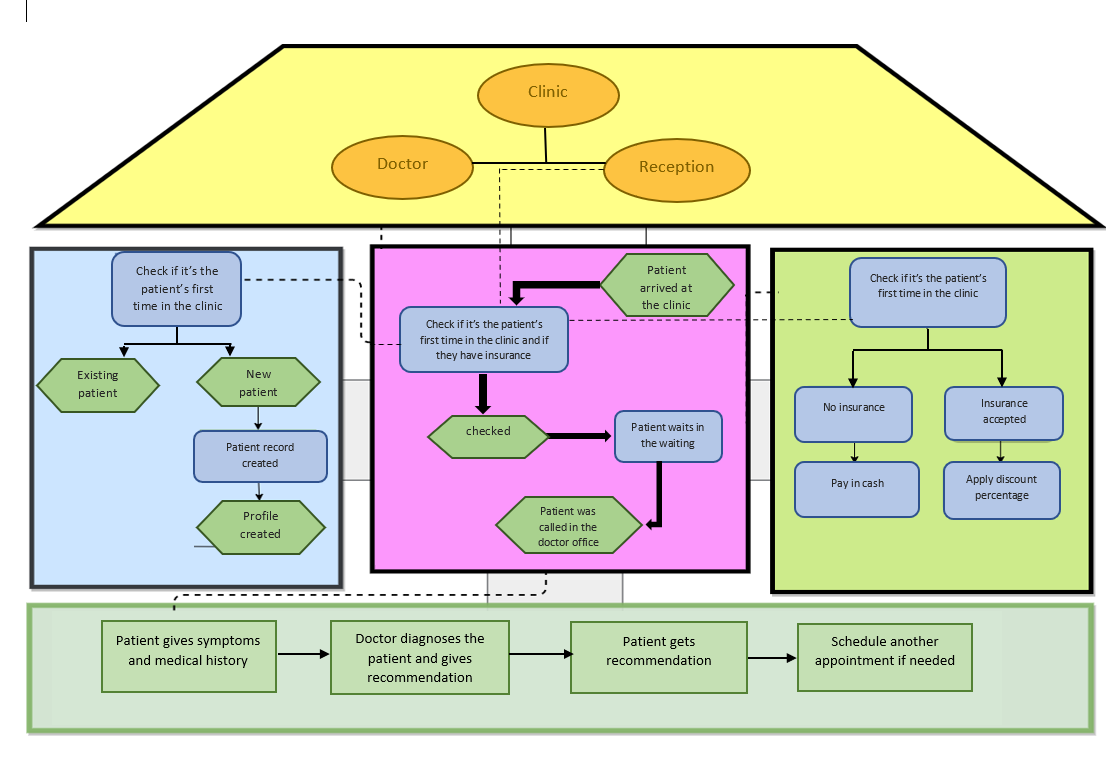 Clinic
Doctor
Reception
Check if it's the
patient's first
time in the clinic
Existing
patient
New
patient
Patient record
created
Profile
created
Patient
arrived at
the clinic
Check if it's the patient's
first time in the clinic and if
they have insurance
checked
Patient waits in
the waiting
Patient was
called in the
doctor office
Check if it's the patient's
first time in the clinic
No insurance
Insurance
accepted
Pay in cash
Apply discount
percentage
Patient gives symptoms
and medical history
Doctor diagnoses the
patient and gives
recommendation
Patient gets
recommendation
Schedule another
appointment if needed